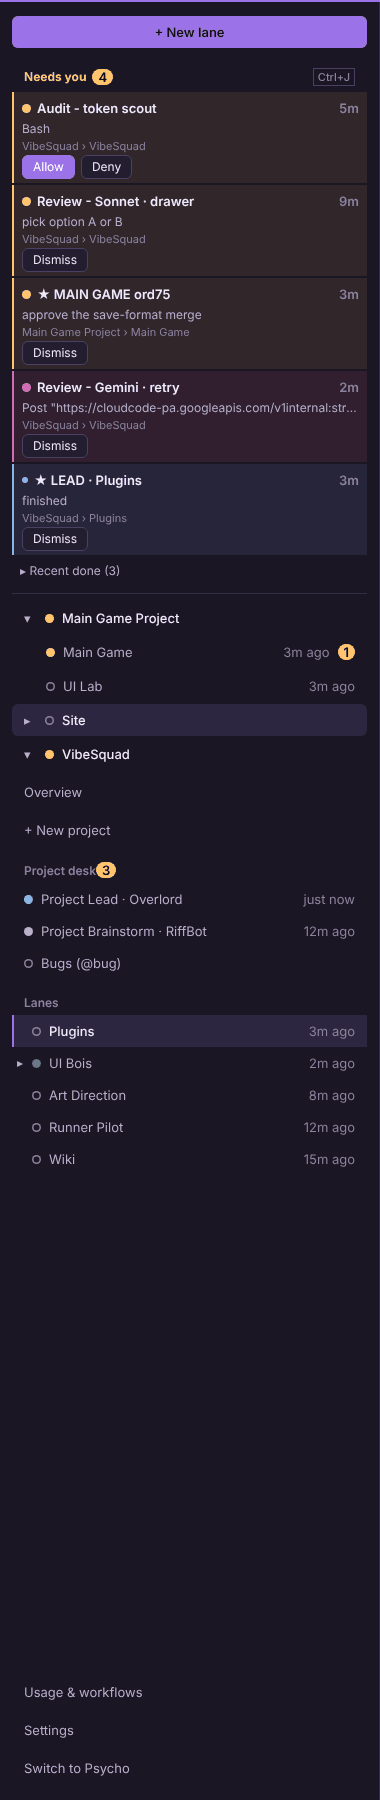 + New lane
Needs you 4 Ctrl+J
Audit - token scout 5m
Bash
VibeSquad › VibeSquad
Allow Deny
Review - Sonnet · drawer 9m
pick option A or B
VibeSquad › VibeSquad
Dismiss
★ MAIN GAME ord75 3m
approve the save-format merge
Main Game Project › Main Game
Dismiss
Review - Gemini · retry 2m
Post "https://cloudcode-pa.googleapis.com/v1internal:str...
VibeSquad › VibeSquad
Dismiss
★ LEAD · Plugins 3m
finished
VibeSquad › Plugins
Dismiss
▸ Recent done (3)
▾ Main Game Project
Main Game 3m ago 1
UI Lab 3m ago
▸ Site
▾ VibeSquad
Overview
+ New project
Project desk 3
Project Lead · Overlord just now
Project Brainstorm · RiffBot 12m ago
Bugs (@bug)
Lanes
Plugins 3m ago
▸ UI Bois 2m ago
Art Direction 8m ago
Runner Pilot 12m ago
Wiki 15m ago
Usage & workflows
Settings
Switch to Psycho